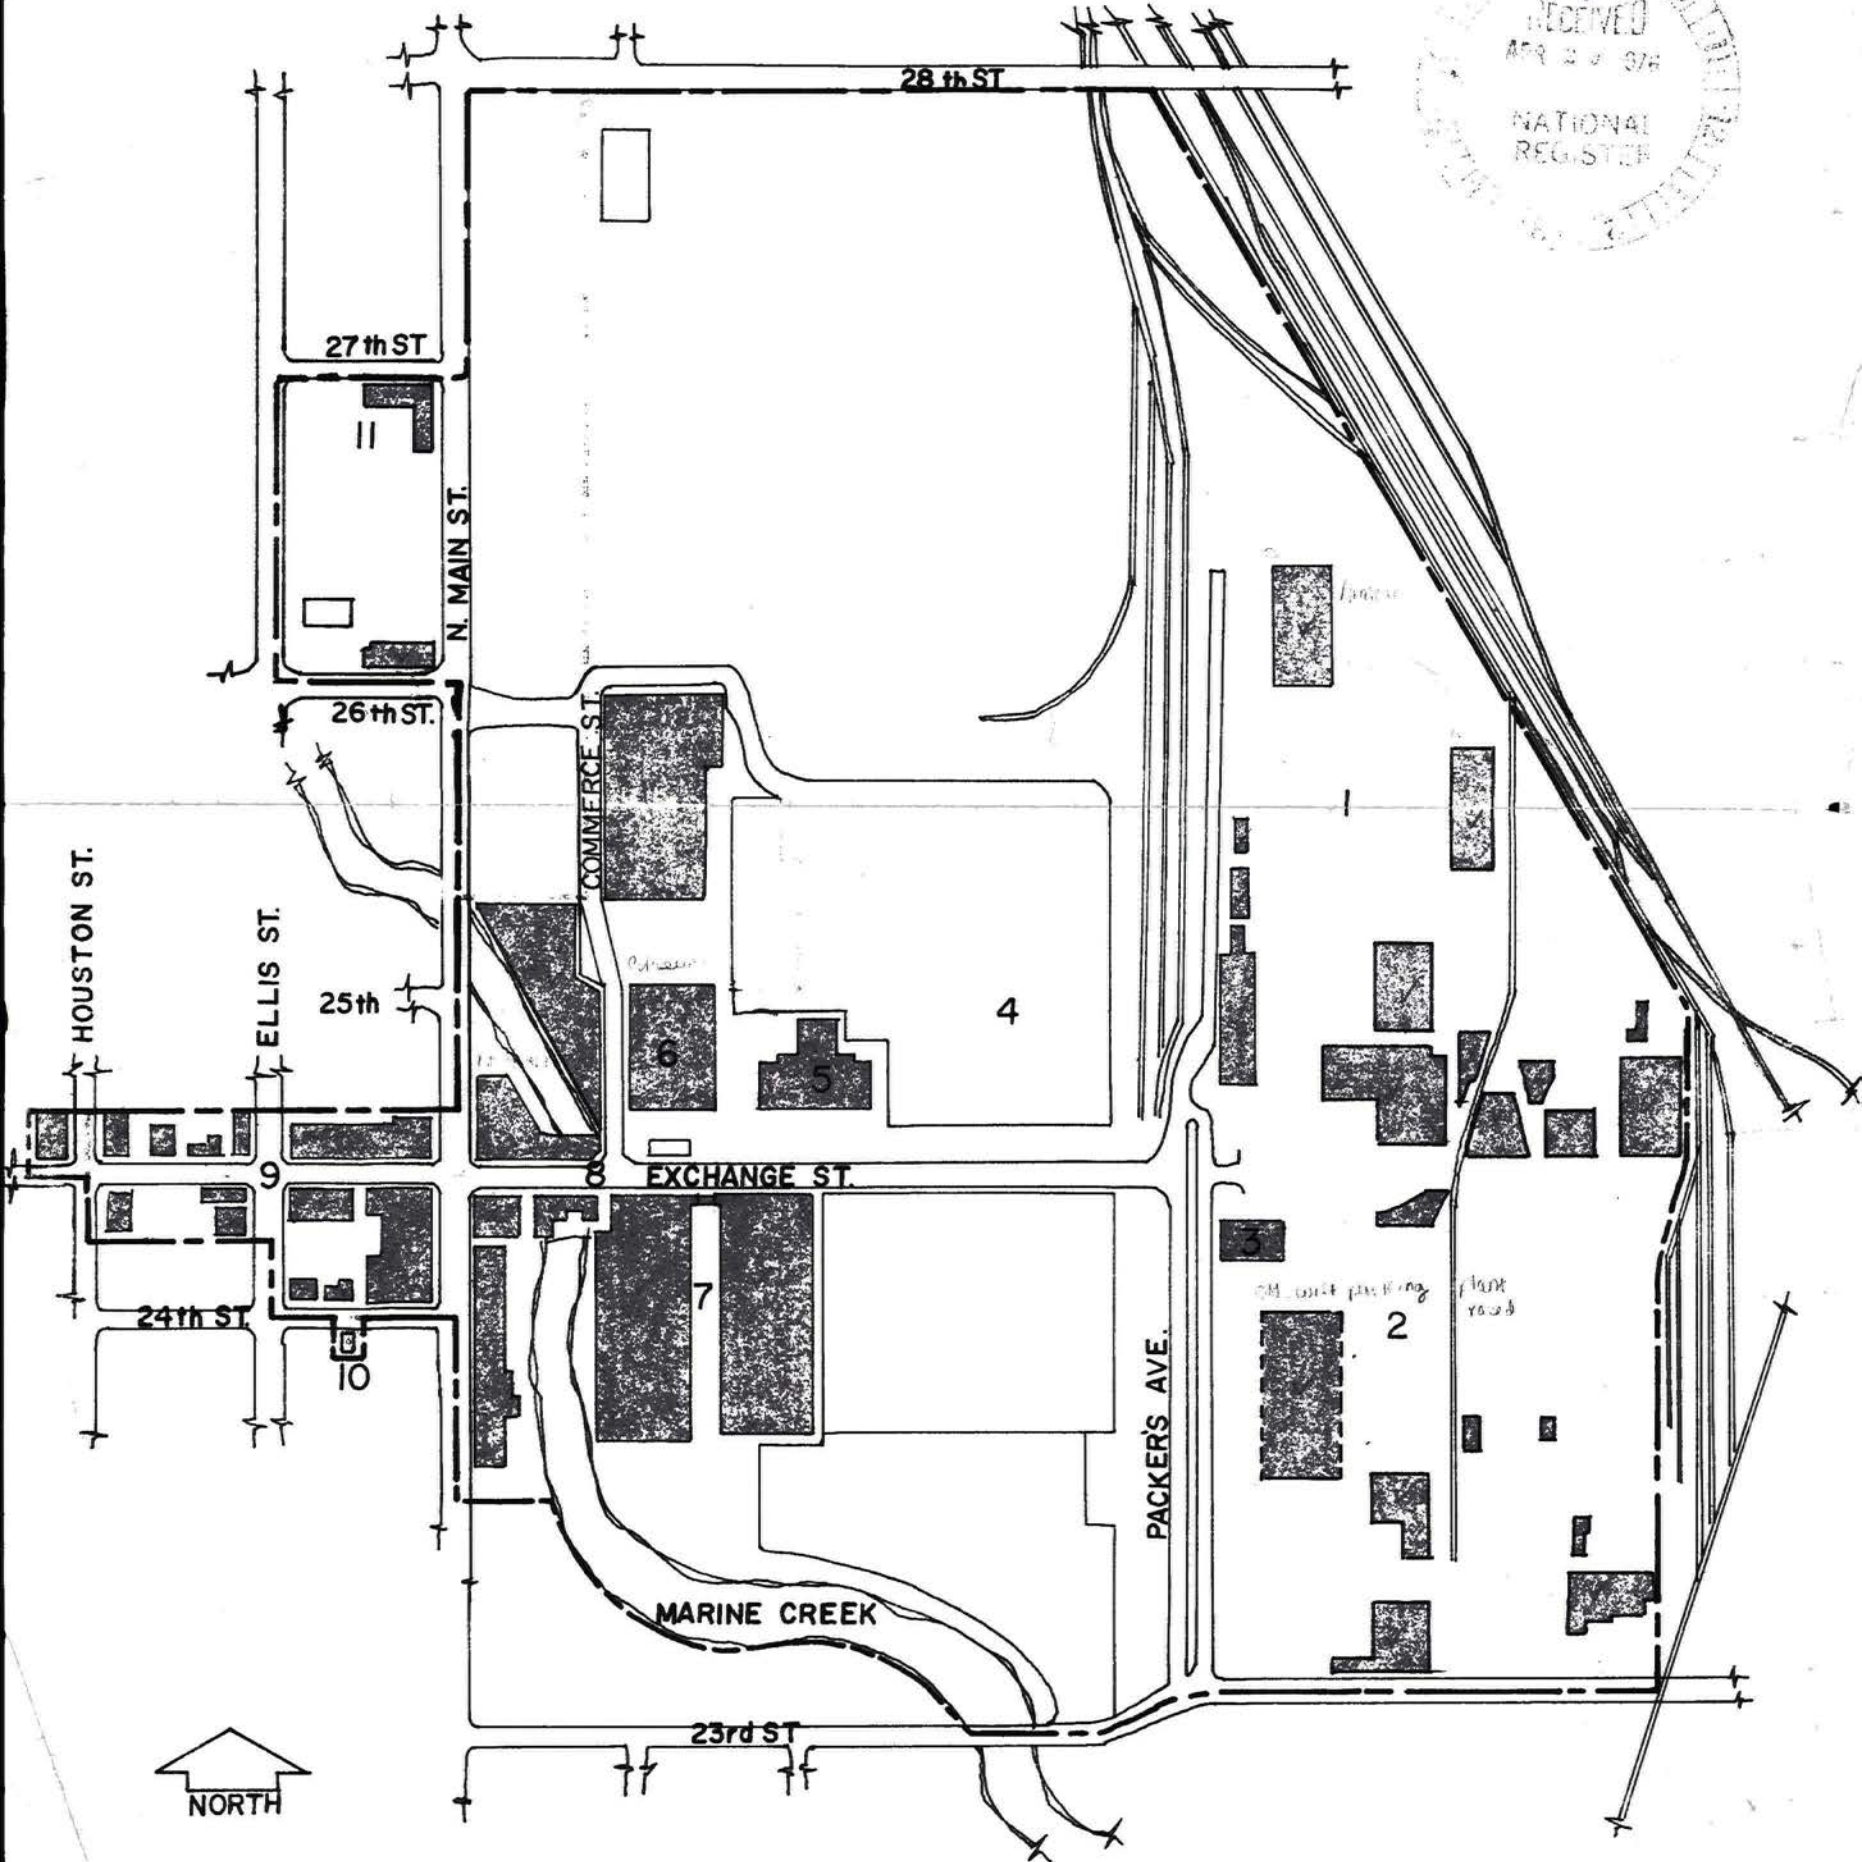 RECEIVED
NATIONAL
REGISTER
28th ST
27th ST
11
N. MAIN ST.
26th ST.
COMMERCE ST.
1
HOUSTON ST.
ELLIS ST.
25th
4
6
5
9
8
EXCHANGE ST.
3
7
2
plant
24th ST.
10
PACKER'S AVE.
MARINE CREEK
23rd ST
NORTH